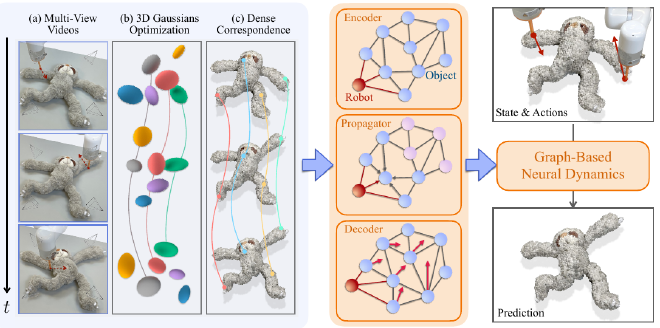 (a) Multi-View
Videos
(b) 3D Gaussians
Optimization
(c) Dense
Correspondence
t
Encoder
Object
Robot
Propagator
Decoder
State & Actions
Graph-Based
Neural Dynamics
Prediction